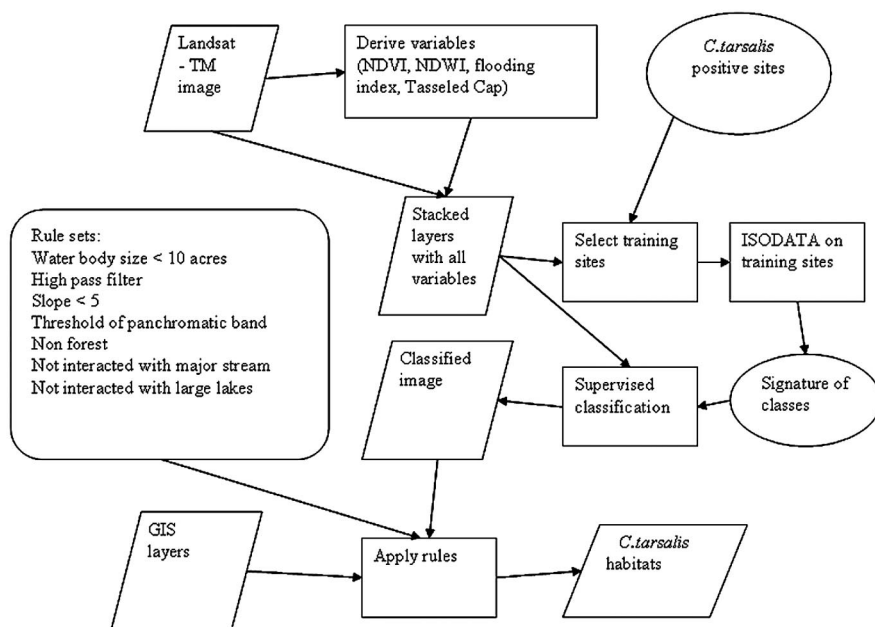 Landsat
- TM
image
Derive variables
(NDVI, NDWI, flooding
index, Tasseled Cap)
C.tarsalis
positive sites
Rule sets:
Water body size < 10 acres
High pass filter
Slope < 5
Threshold of panchromatic band
Non forest
Not interacted with major stream
Not interacted with large lakes
Stacked
layers
with all
variables
Select training
sites
ISODATA on
training sites
Classified
image
Supervised
classification
Signature of
classes
GIS
layers
Apply rules
C.tarsalis
habitats